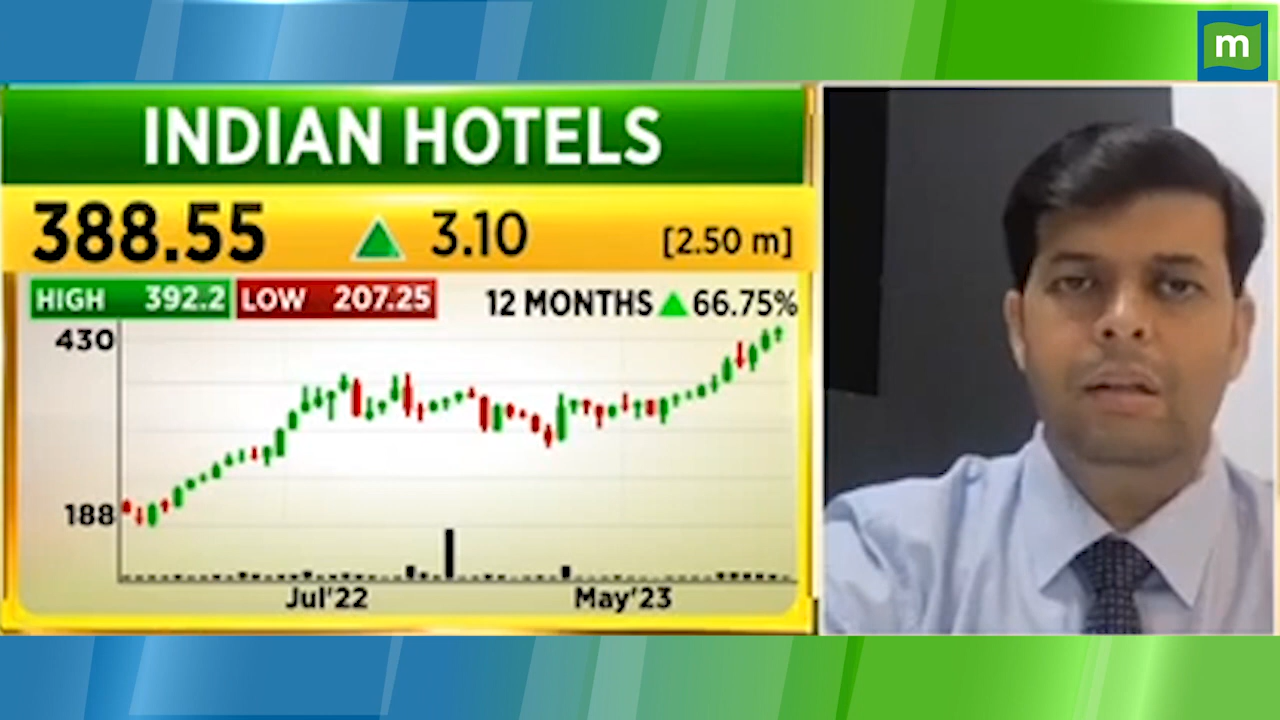 m
INDIAN HOTELS
388.55 ▲ 3.10 [2.50 m]
HIGH 392.2 LOW 207.25 12 MONTHS ▲ 66.75%
430
188
Jul'22 May'23